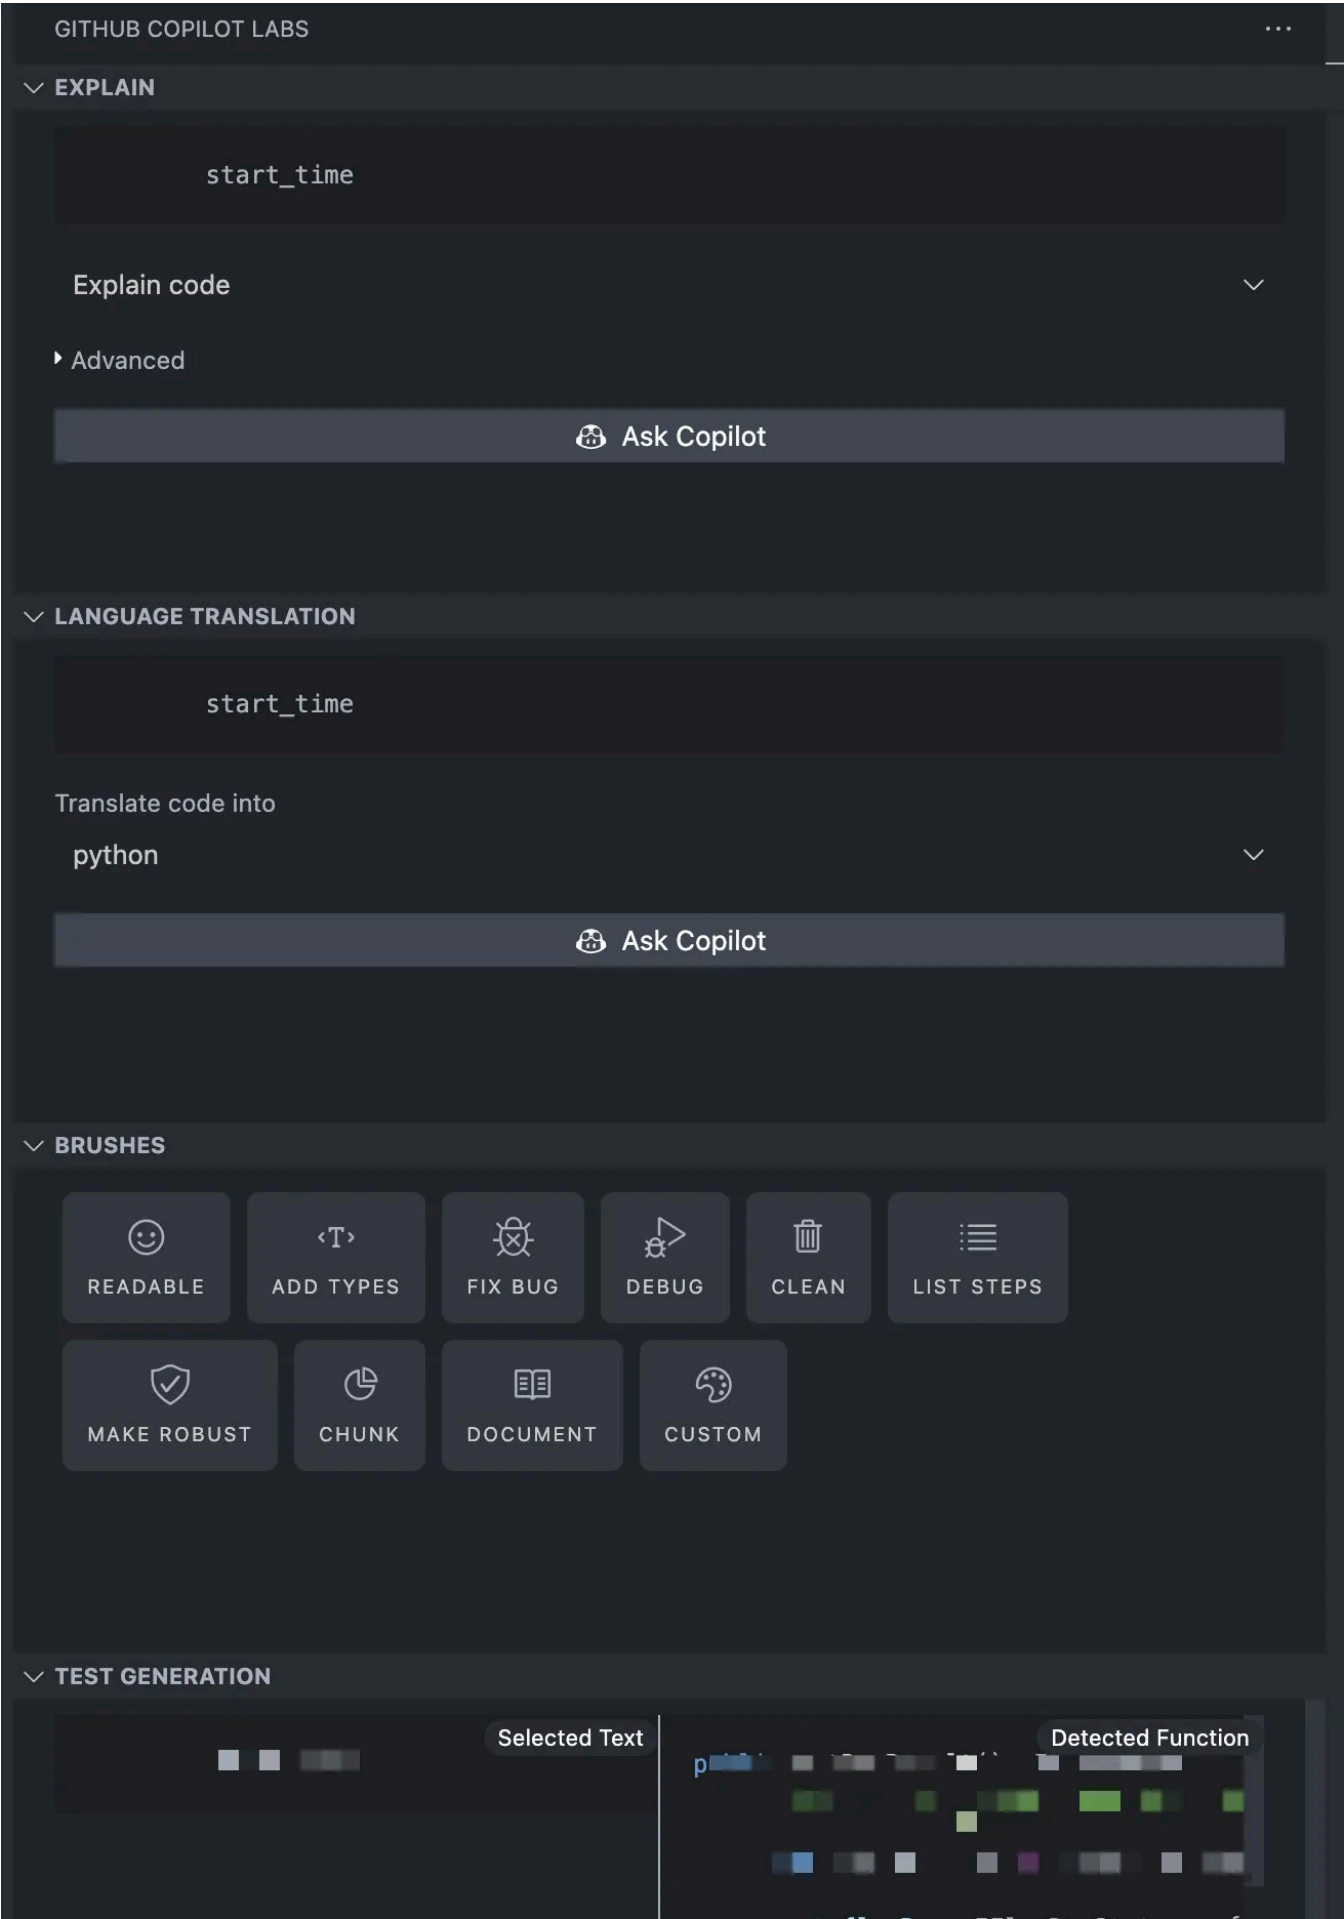 GITHUB COPILOT LABS
EXPLAIN
start_time
Explain code
Advanced
Ask Copilot
LANGUAGE TRANSLATION
start_time
Translate code into
python
Ask Copilot
BRUSHES
READABLE ADD TYPES FIX BUG DEBUG CLEAN LIST STEPS
MAKE ROBUST CHUNK DOCUMENT CUSTOM
TEST GENERATION
Selected Text Detected Function